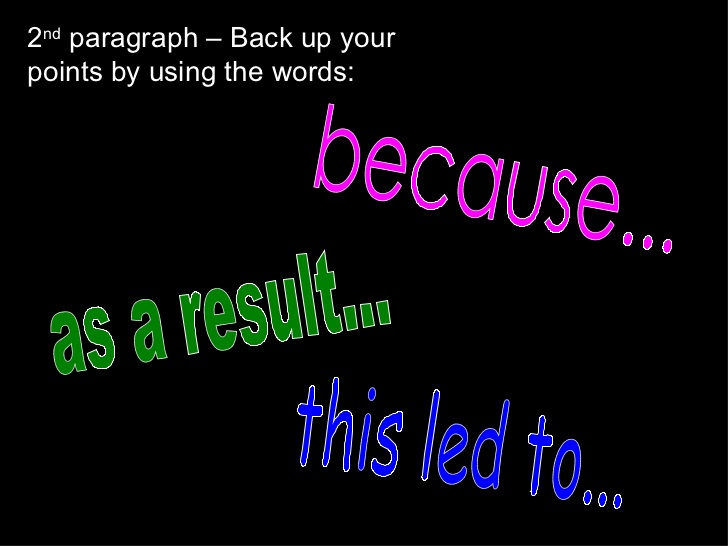 2nd paragraph – Back up your
points by using the words:
because...
as a result...
this led to...